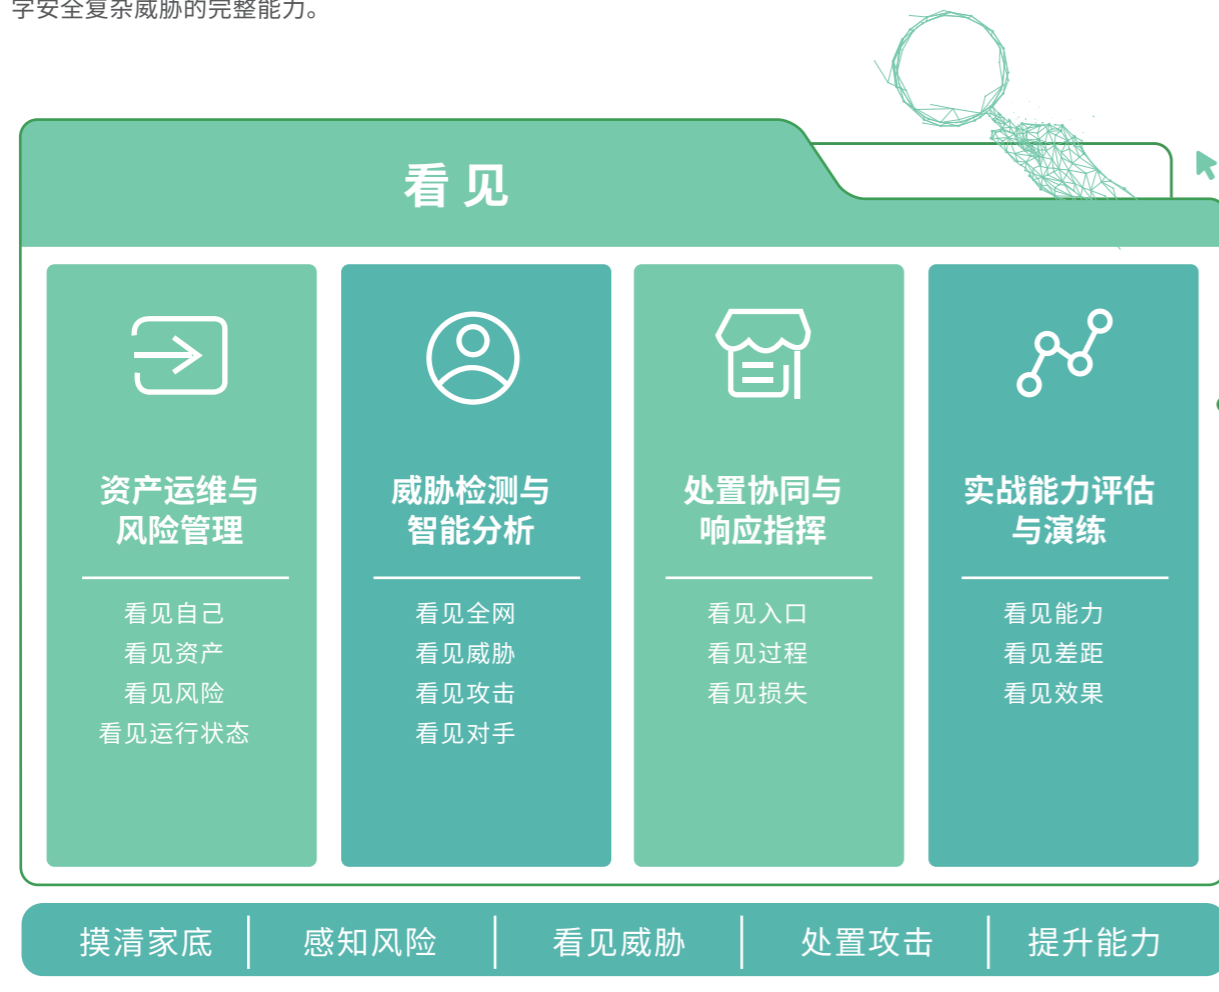 字安全复杂威胁的完整能力。
看见
资产运维与
风险管理
看见自己
看见资产
看见风险
看见运行状态
威胁检测与
智能分析
看见全网
看见威胁
看见攻击
看见对手
处置协同与
响应指挥
看见入口
看见过程
看见损失
实战能力评估
与演练
看见能力
看见差距
看见效果
摸清家底
感知风险
看见威胁
处置攻击
提升能力